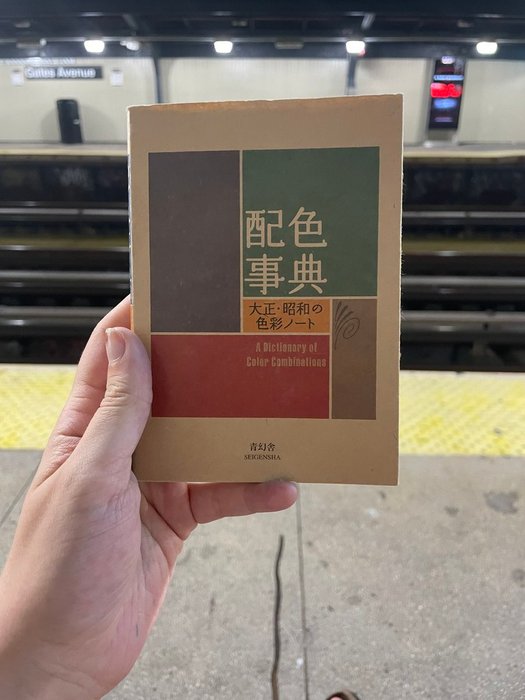 Gates Avenue
配色
事典
大正・昭和の
色彩ノート
A Dictionary of
Color Combinations
青幻舎
SEIGENSHA